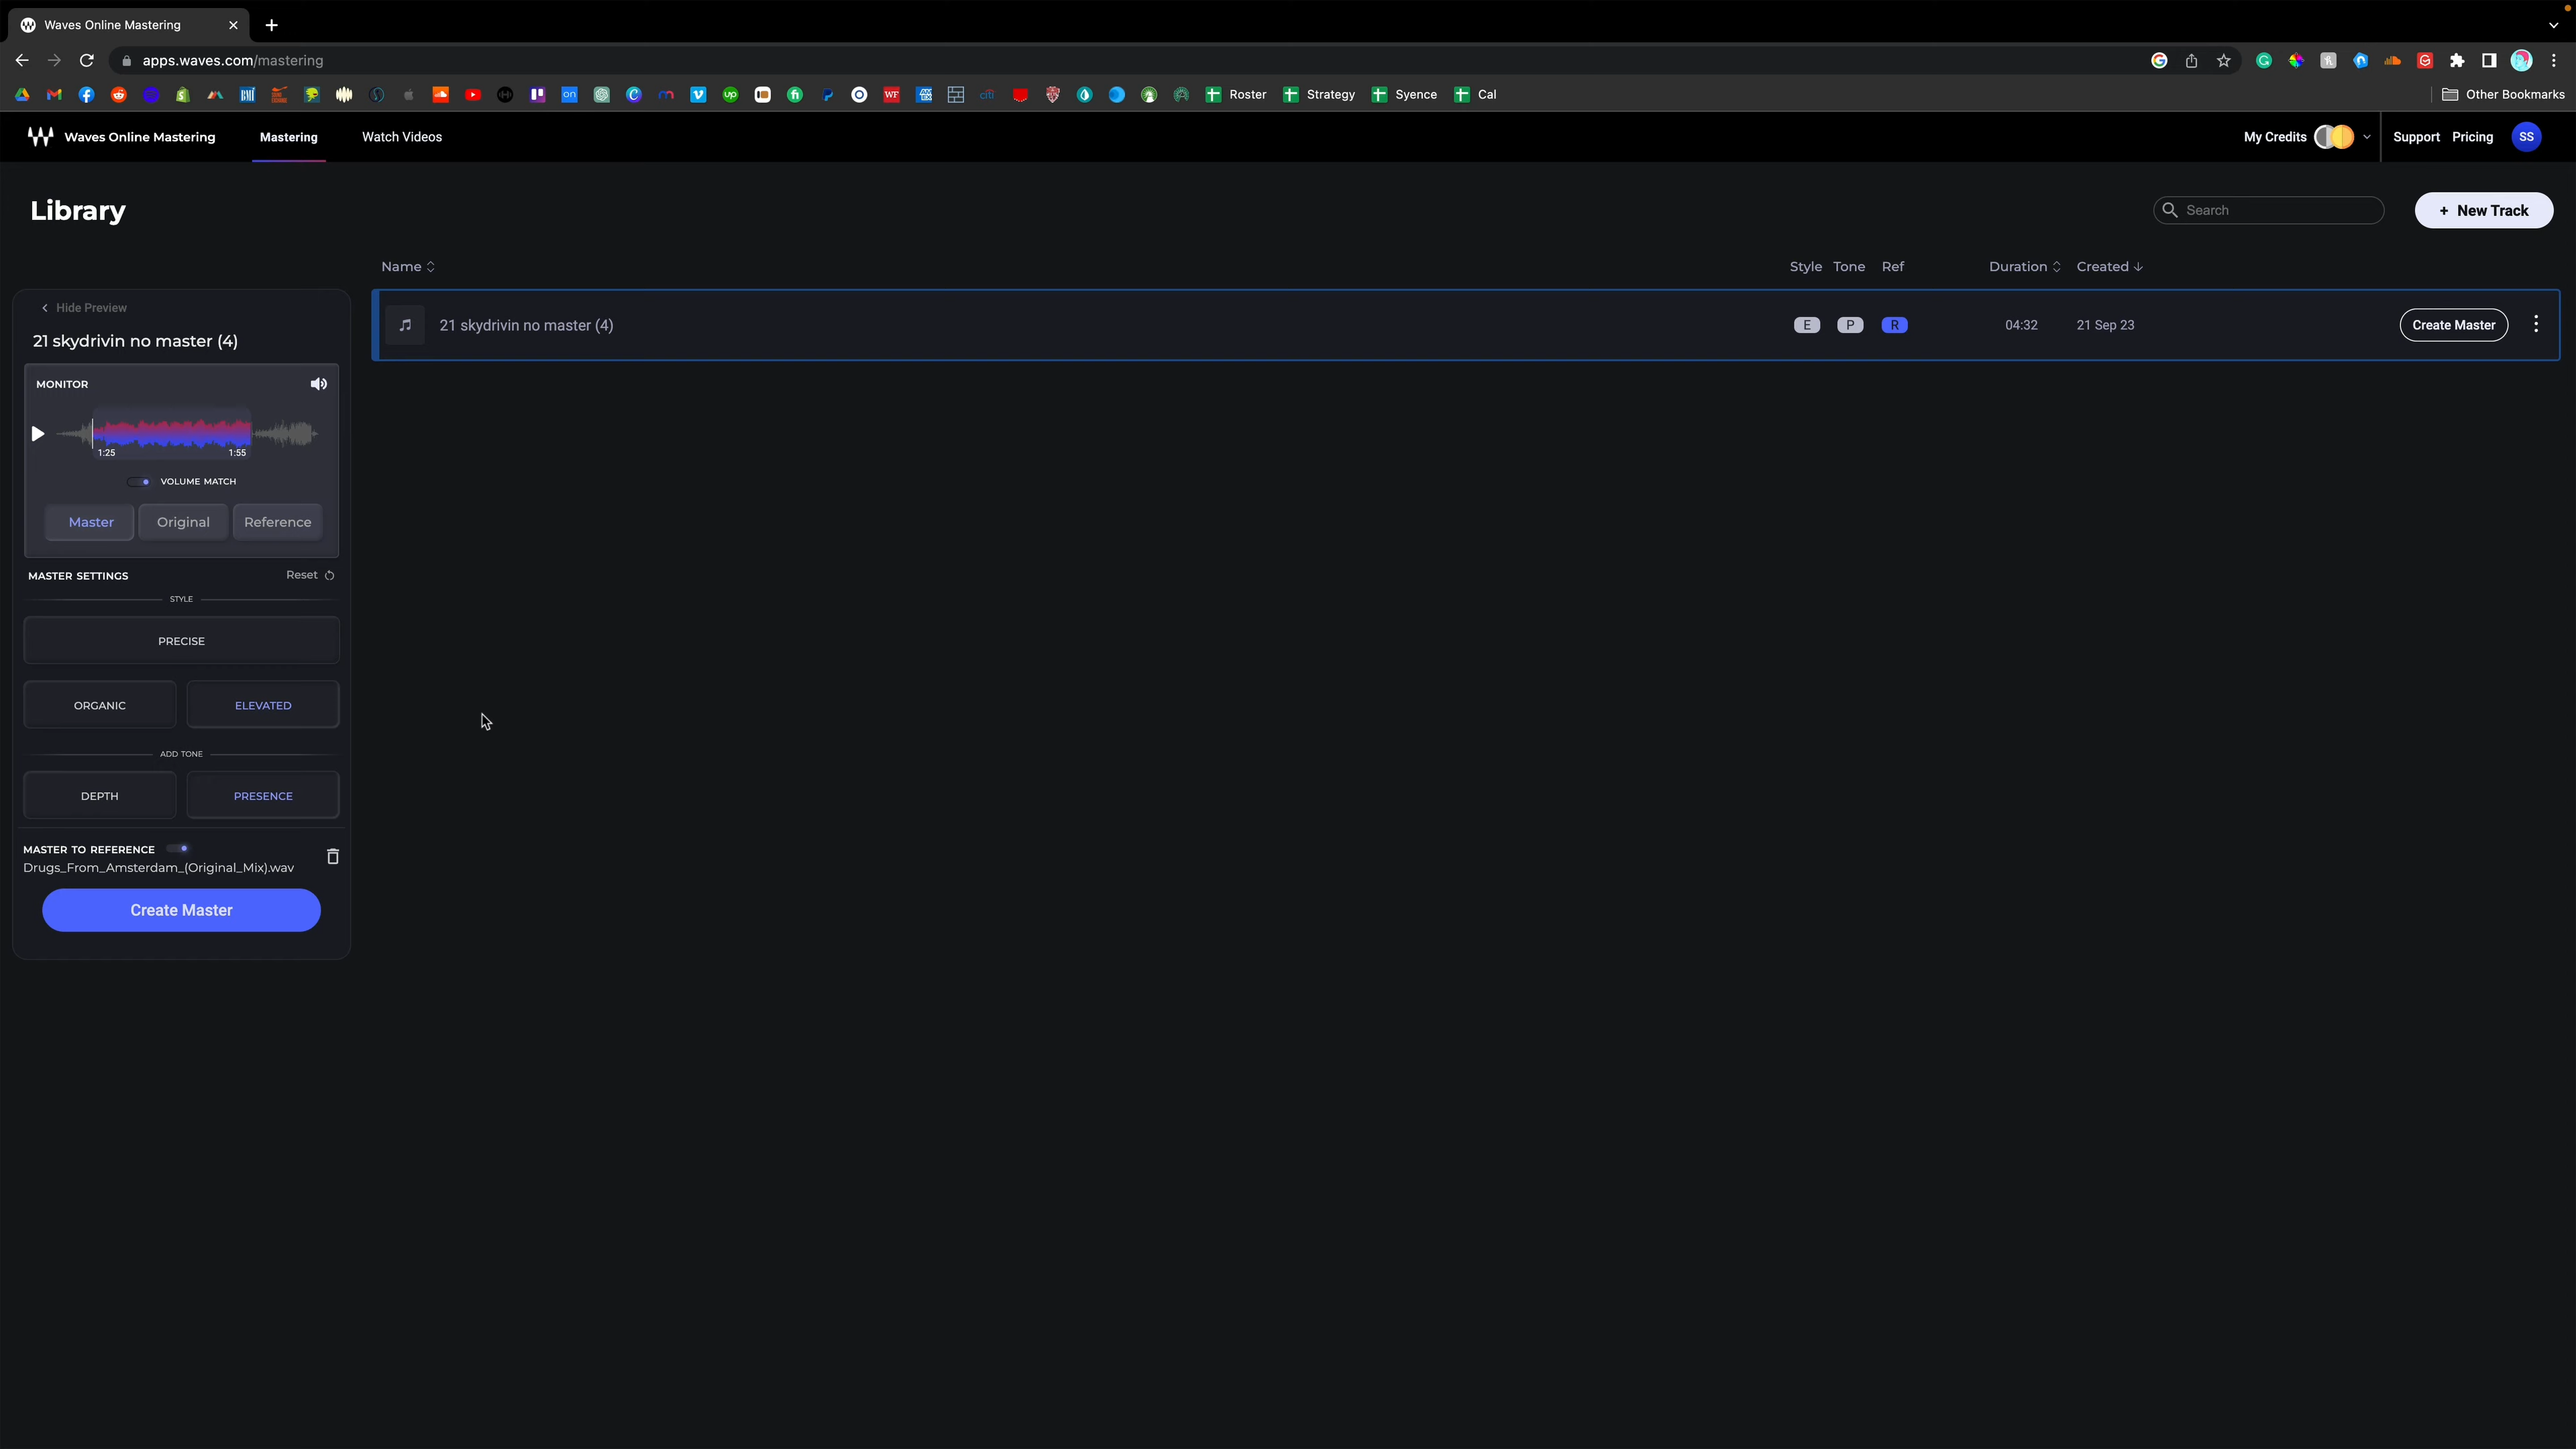 Waves Online Mastering
apps.waves.com/mastering
Roster Strategy Syence Cal Other Bookmarks
Waves Online Mastering Mastering Watch Videos My Credits Support Pricing SS
Library Search + New Track
Name Style Tone Ref Duration Created
Hide Preview
21 skydrivin no master (4) E P R 04:32 21 Sep 23 Create Master
21 skydrivin no master (4)
MONITOR
1:25 1:55
VOLUME MATCH
Master Original Reference
MASTER SETTINGS Reset
STYLE
PRECISE
ORGANIC ELEVATED
ADD TONE
DEPTH PRESENCE
MASTER TO REFERENCE
Drugs_From_Amsterdam_(Original_Mix).wav
Create Master